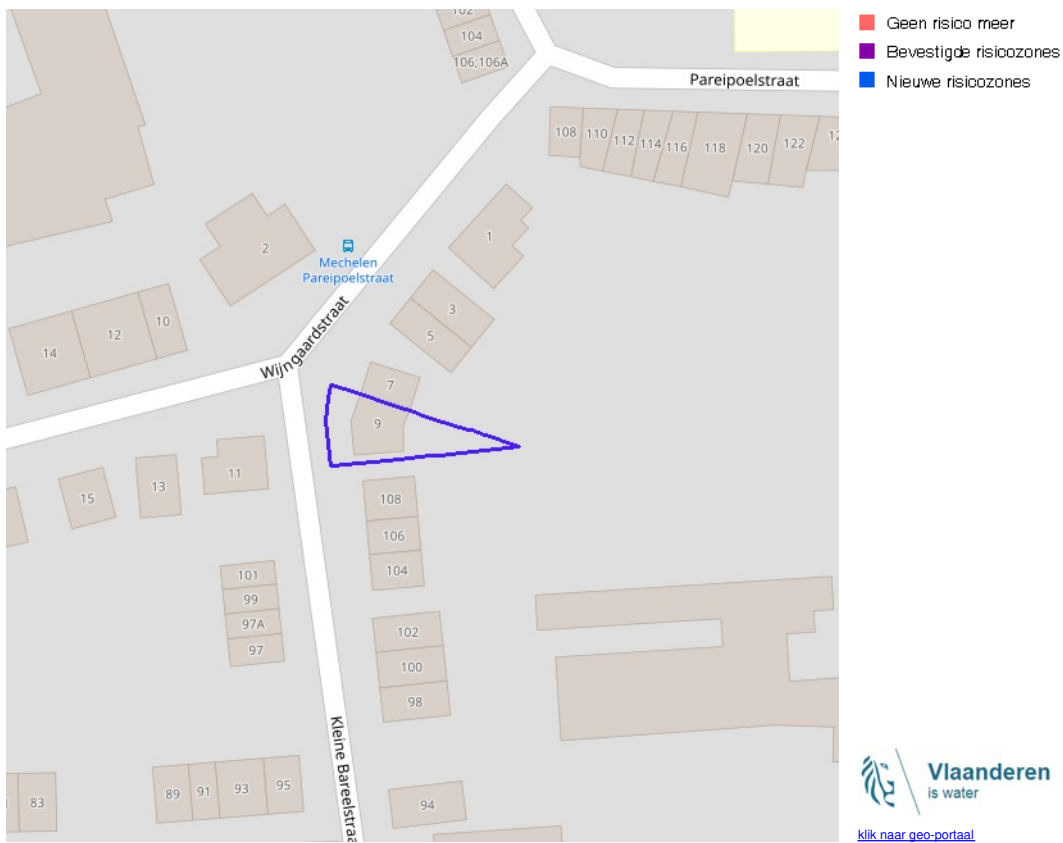 102
104
106;106A
Pareipoelstraat
108
110
112
114
116
118
120
122
12
1
2
Mechelen
Pareipoelstraat
3
5
Wijngaardstraat
14
12
10
7
9
15
13
11
108
106
104
101
99
97A
97
102
100
98
Kleine Bareelstraa
89
91
93
95
83
94
Geen risico meer
Bevestigde risicozones
Nieuwe risicozones
Vlaanderen
is water
klik naar geo-portaal